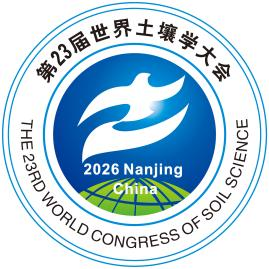 第23届世界土壤学大会
2026 Nanjing
China
THE 23RD WORLD CONGRESS OF SOIL SCIENCE